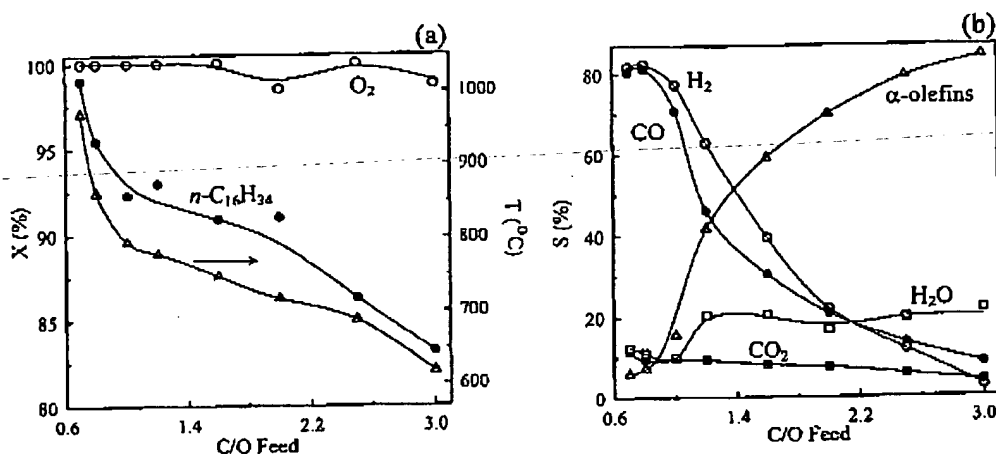 (a)
100
95
90
85
80
X (%)
O₂
n-C₁₆H₃₄
1000
900
800
700
600
T (⁰C)
0.6
1.4
2.2
3.0
C/O Feed
(b)
80
60
40
20
0
S (%)
H₂
CO
α-olefins
H₂O
CO₂
0.6
1.4
2.2
3.0
C/O Feed